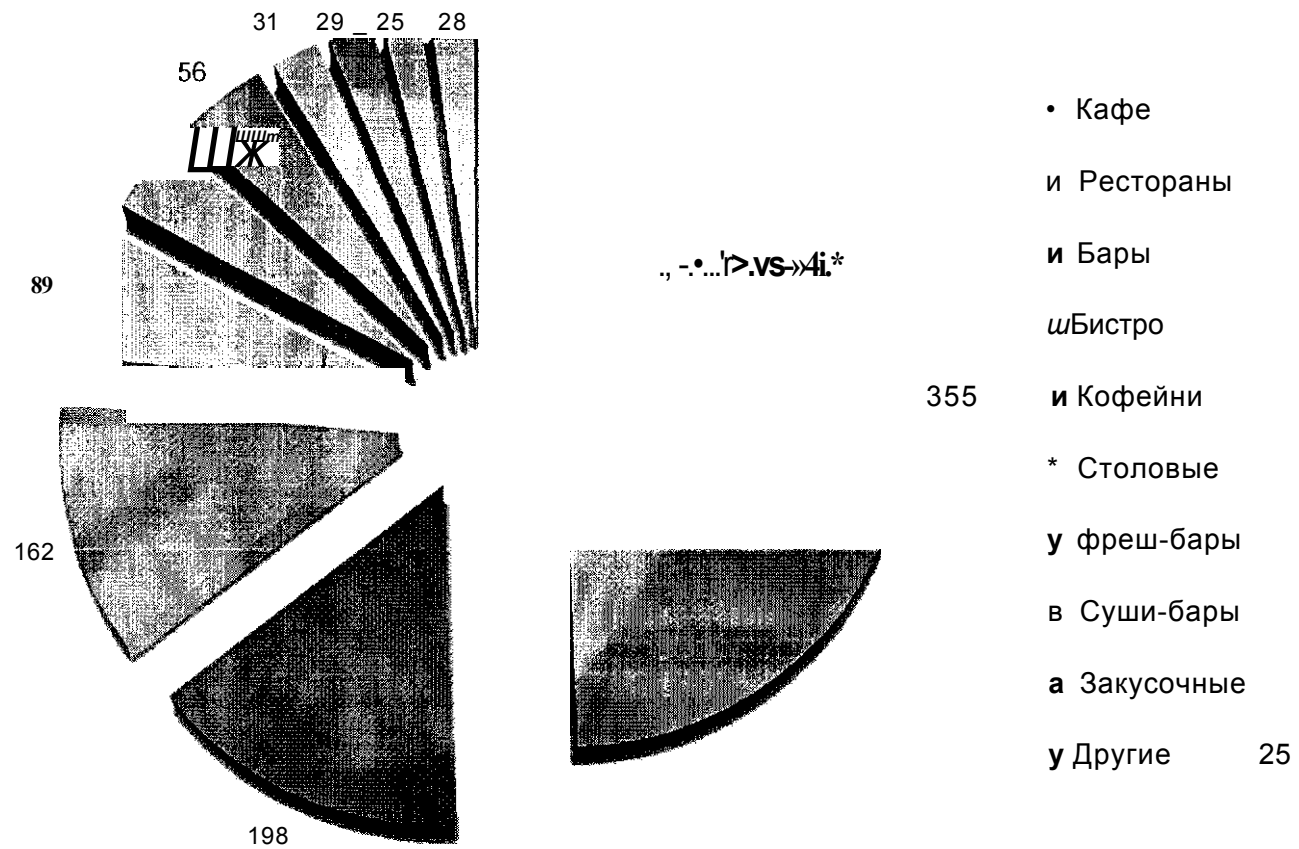 31 29 _ 25 28
56
89
162
198
355
• Кафе
и Рестораны
и Бары
шБистро
и Кофейни
* Столовые
у фреш-бары
в Суши-бары
а Закусочные
у Другие 25